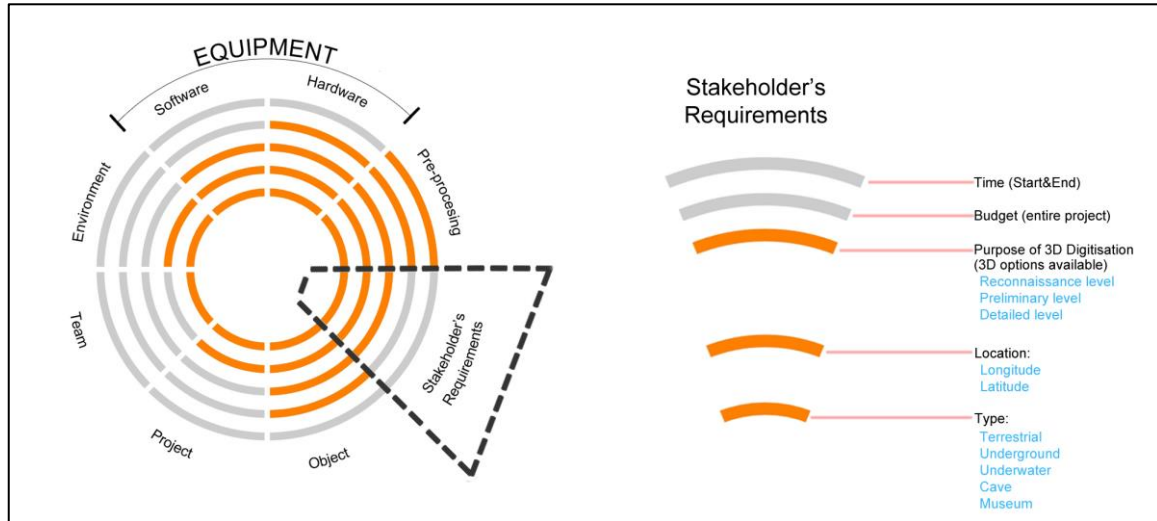 EQUIPMENT
Software
Hardware
Environment
Pre-procesing
Team
Stakeholder's
Requirements
Project
Object
Stakeholder's
Requirements
Time (Start&End)
Budget (entire project)
Purpose of 3D Digitisation
(3D options available)
Reconnaissance level
Preliminary level
Detailed level
Location:
Longitude
Latitude
Type:
Terrestrial
Underground
Underwater
Cave
Museum